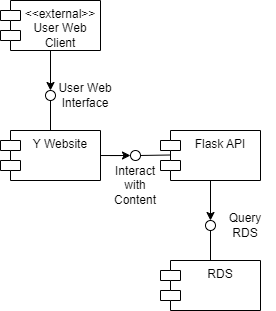 <<external>>
User Web
Client
User Web
Interface
Y Website
Flask API
Interact
with
Content
Query
RDS
RDS